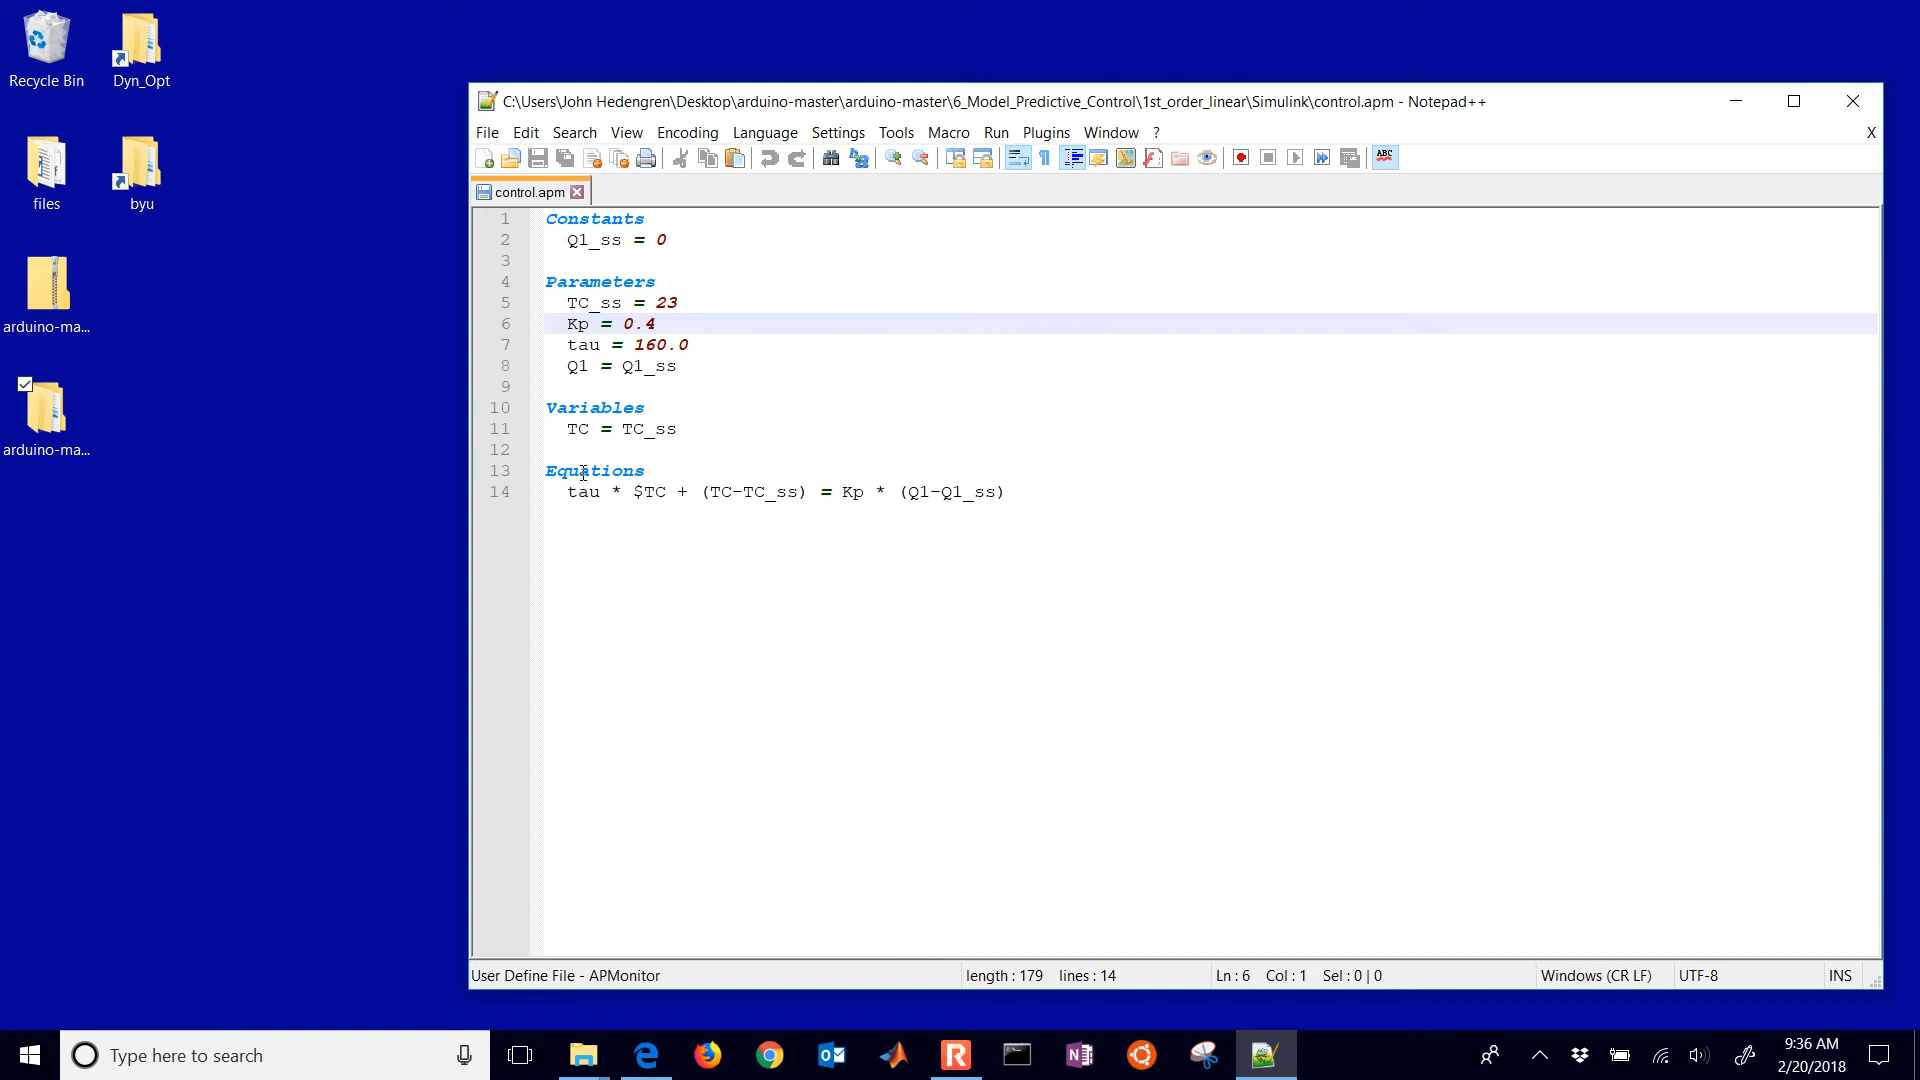 Recycle Bin
Dyn_Opt
files
byu
arduino-ma...
arduino-ma...
C:\Users\John Hedengren\Desktop\arduino-master\arduino-master\6_Model_Predictive_Control\1st_order_linear\Simulink\control.apm - Notepad++
File Edit Search View Encoding Language Settings Tools Macro Run Plugins Window ? X
ABC
control.apm
1 Constants
2 Q1_ss = 0
3
4 Parameters
5 TC_ss = 23
6 Kp = 0.4
7 tau = 160.0
8 Q1 = Q1_ss
9
10 Variables
11 TC = TC_ss
12
13 Equations
14 tau * $TC + (TC-TC_ss) = Kp * (Q1-Q1_ss)
User Define File - APMonitor length : 179 lines : 14 Ln : 6 Col : 1 Sel : 0 | 0 Windows (CR LF) UTF-8 INS
Type here to search
9:36 AM
2/20/2018